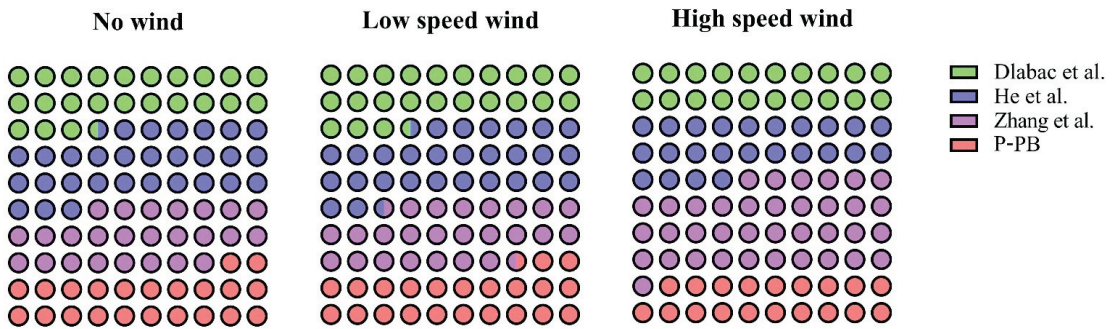 No wind
Low speed wind
High speed wind
Dlabac et al.
He et al.
Zhang et al.
P-PB